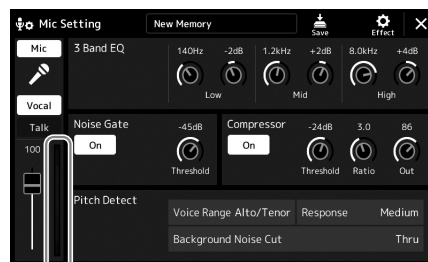 Mic Setting
New Memory
Save
Effect
Mic
Vocal
Talk
100
3 Band EQ
140Hz -2dB 1.2kHz +2dB 8.0kHz +4dB
Low Mid High
Noise Gate
On
-45dB
Threshold
Compressor
On
-24dB 3.0 86
Threshold Ratio Out
Pitch Detect
Voice Range Alto/Tenor Response Medium
Background Noise Cut Thru